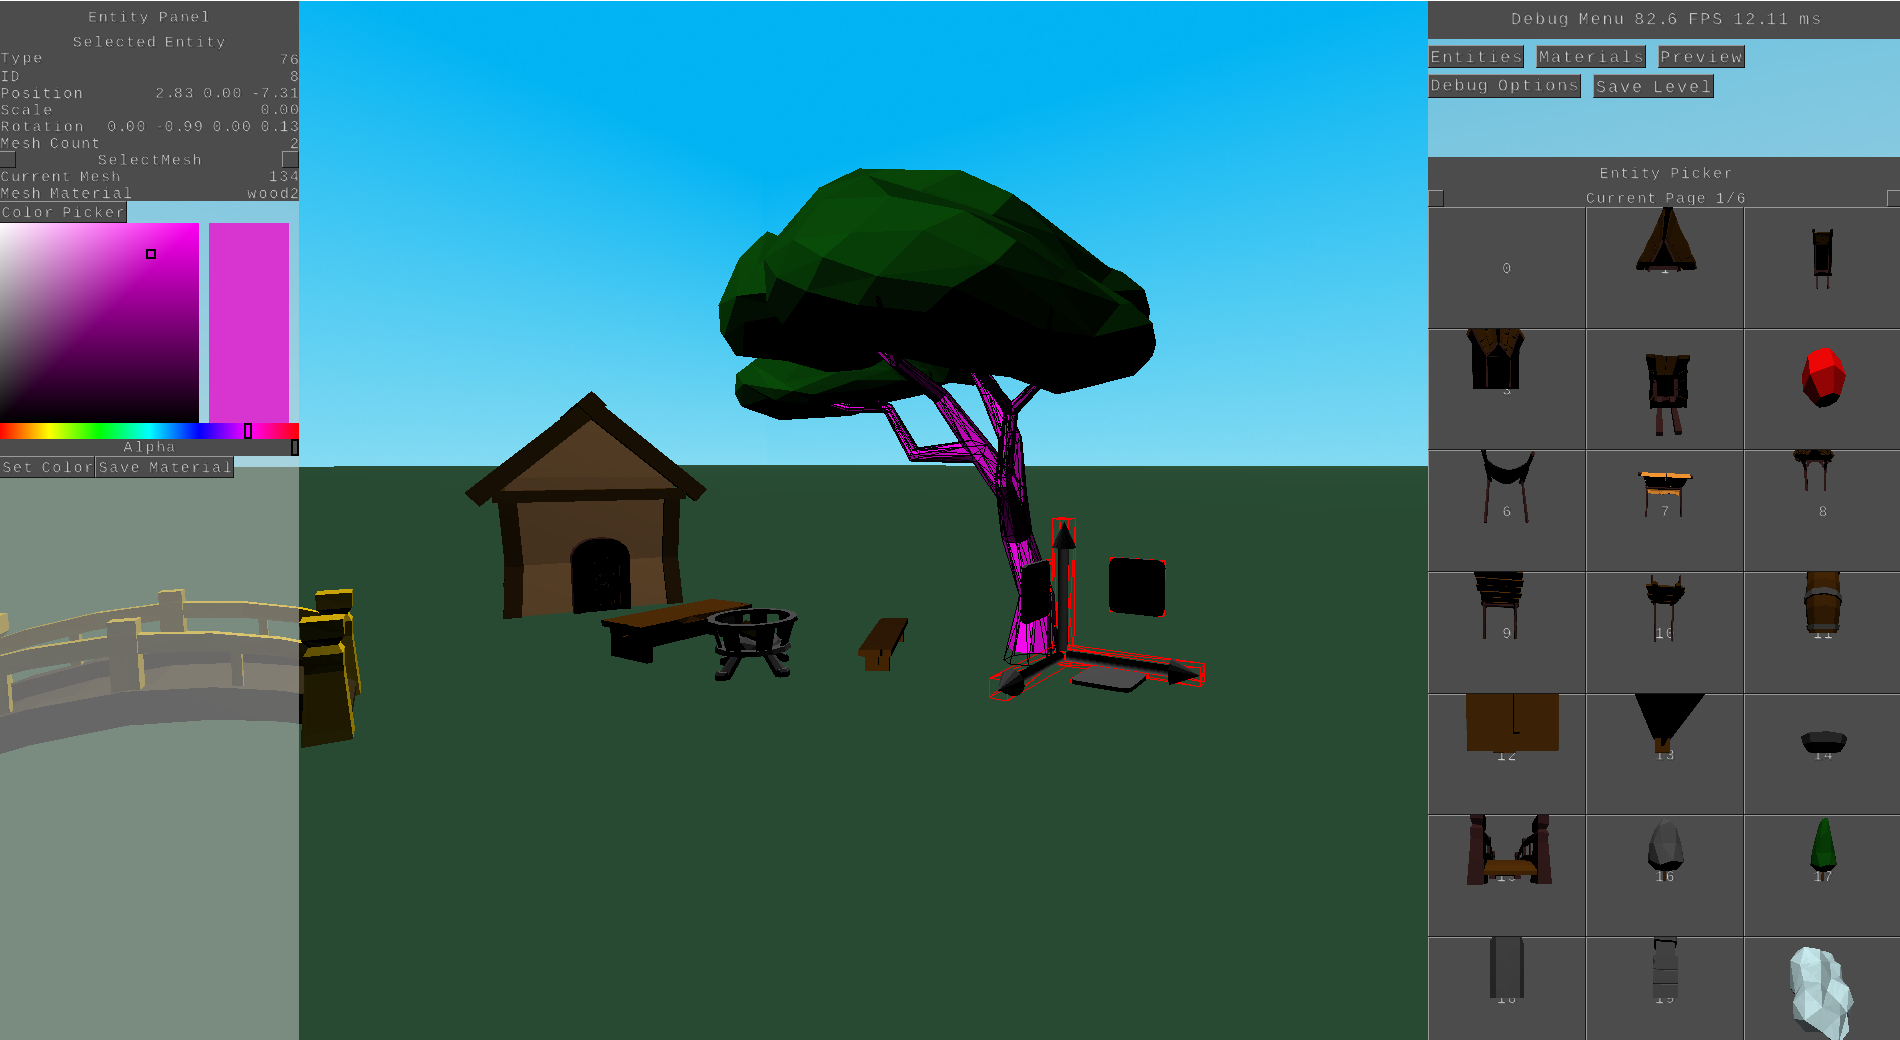 Entity Panel
Selected Entity
Type 76
ID 8
Position 2.83 0.00 -7.31
Scale 0.00
Rotation 0.00 -0.99 0.00 0.13
Mesh Count 2
SelectMesh
Current Mesh 134
Mesh Material wood2
Color Picker
Alpha
Set Color Save Material
Debug Menu 82.6 FPS 12.11 ms
Entities Materials Preview
Debug Options Save Level
Entity Picker
Current Page 1/6
0 1
3
6 7 8
9 10 11
12 13 14
15 16 17
18 19